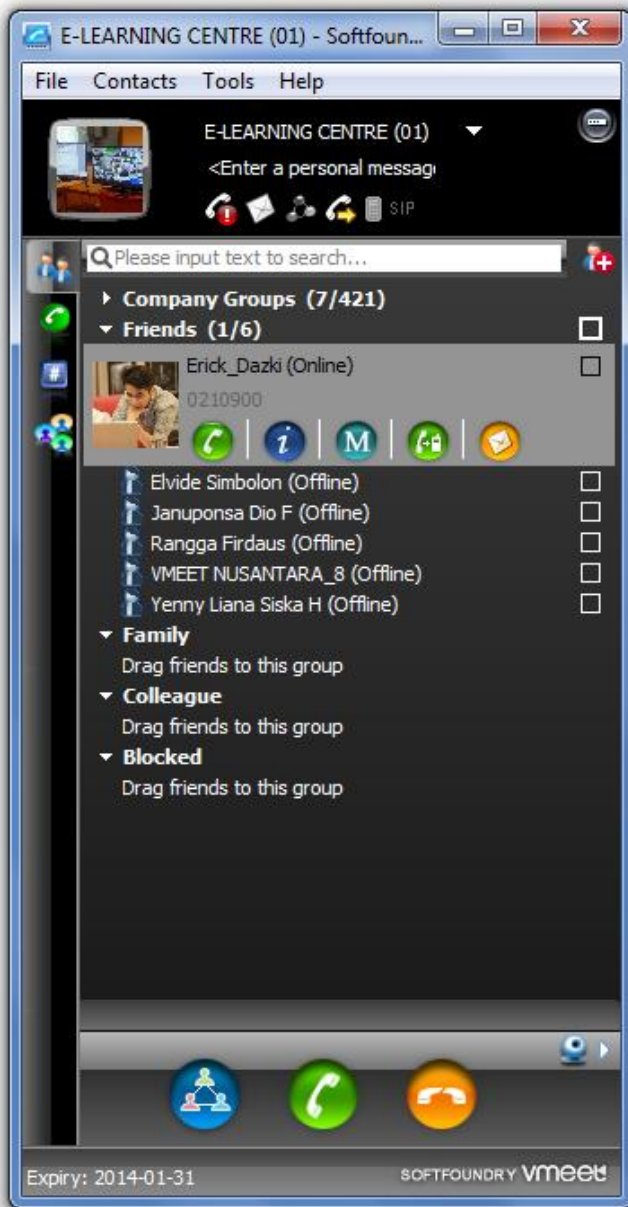 E-LEARNING CENTRE (01) - Softfoun...
File Contacts Tools Help
E-LEARNING CENTRE (01)
<Enter a personal messag
SIP
Please input text to search...
Company Groups (7/421)
Friends (1/6)
Erick_Dazki (Online)
0210900
i M
Elvide Simbolon (Offline)
Januponsa Dio F (Offline)
Rangga Firdaus (Offline)
VMEET NUSANTARA_8 (Offline)
Yenny Liana Siska H (Offline)
Family
Drag friends to this group
Colleague
Drag friends to this group
Blocked
Drag friends to this group
Expiry: 2014-01-31 SOFTFOUNDRY vmeet